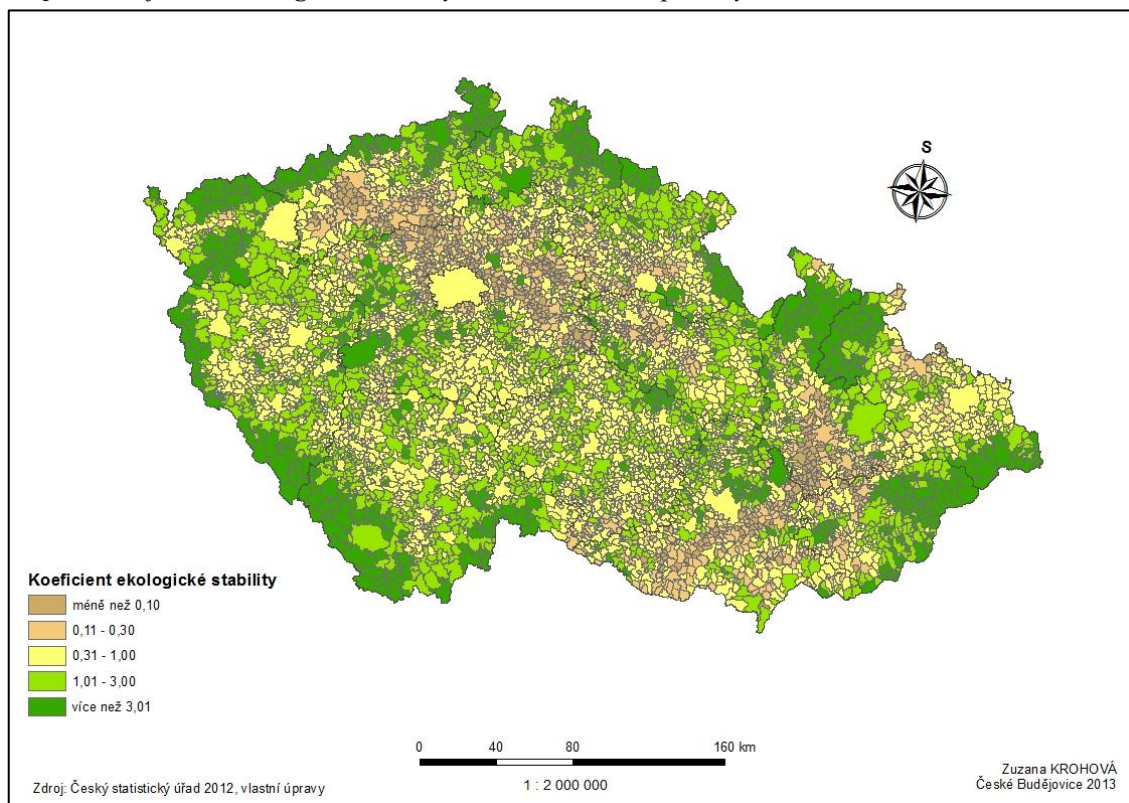 S
Koeficient ekologické stability
méně než 0,10
0,11 - 0,30
0,31 - 1,00
1,01 - 3,00
více než 3,01
0 40 80 160 km
1 : 2 000 000
Zdroj: Český statistický úřad 2012, vlastní úpravy
Zuzana KROHOVÁ
České Budějovice 2013